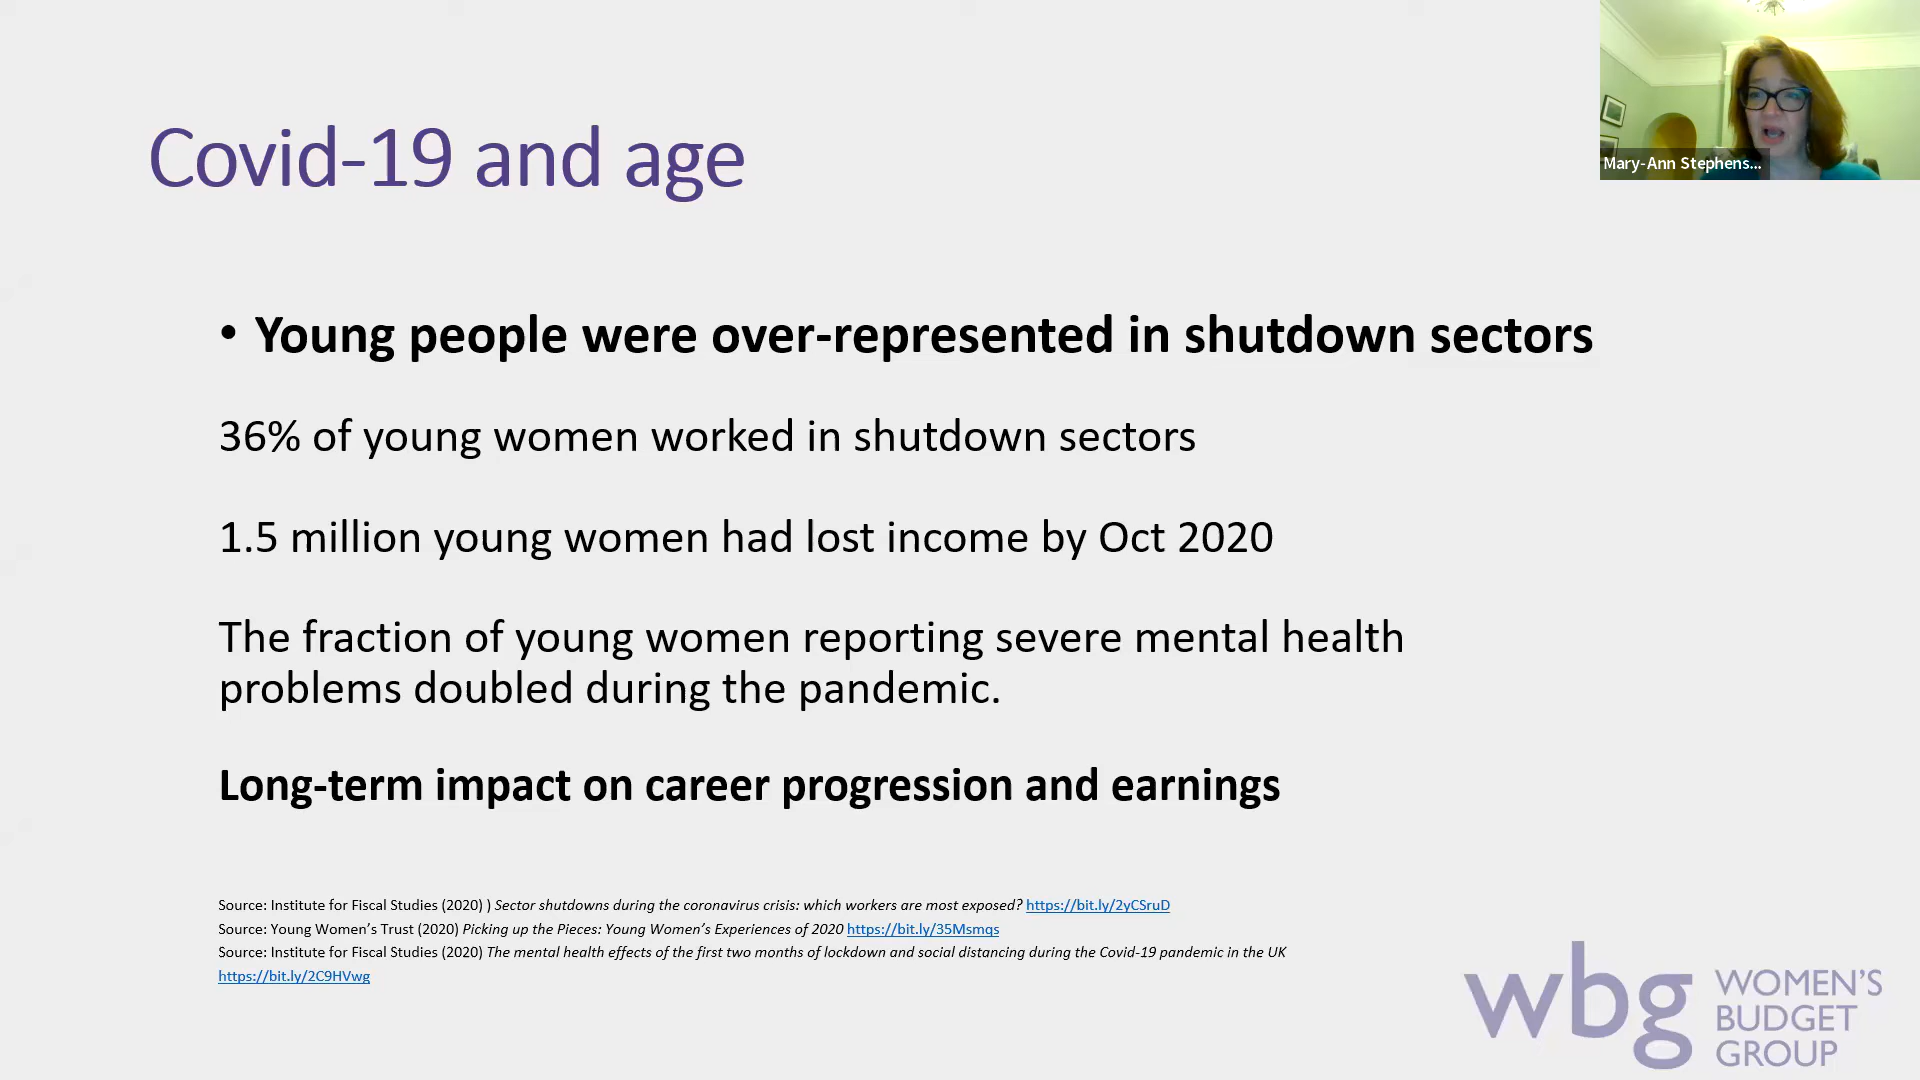 Covid-19 and age
Mary-Ann Stephens...
• Young people were over-represented in shutdown sectors
36% of young women worked in shutdown sectors
1.5 million young women had lost income by Oct 2020
The fraction of young women reporting severe mental health
problems doubled during the pandemic.
Long-term impact on career progression and earnings
Source: Institute for Fiscal Studies (2020) ) Sector shutdowns during the coronavirus crisis: which workers are most exposed? https://bit.ly/2yCSruD
Source: Young Women’s Trust (2020) Picking up the Pieces: Young Women’s Experiences of 2020 https://bit.ly/35Msmqs
Source: Institute for Fiscal Studies (2020) The mental health effects of the first two months of lockdown and social distancing during the Covid-19 pandemic in the UK
https://bit.ly/2C9HVwg
wbg
WOMEN’S
BUDGET
GROUP